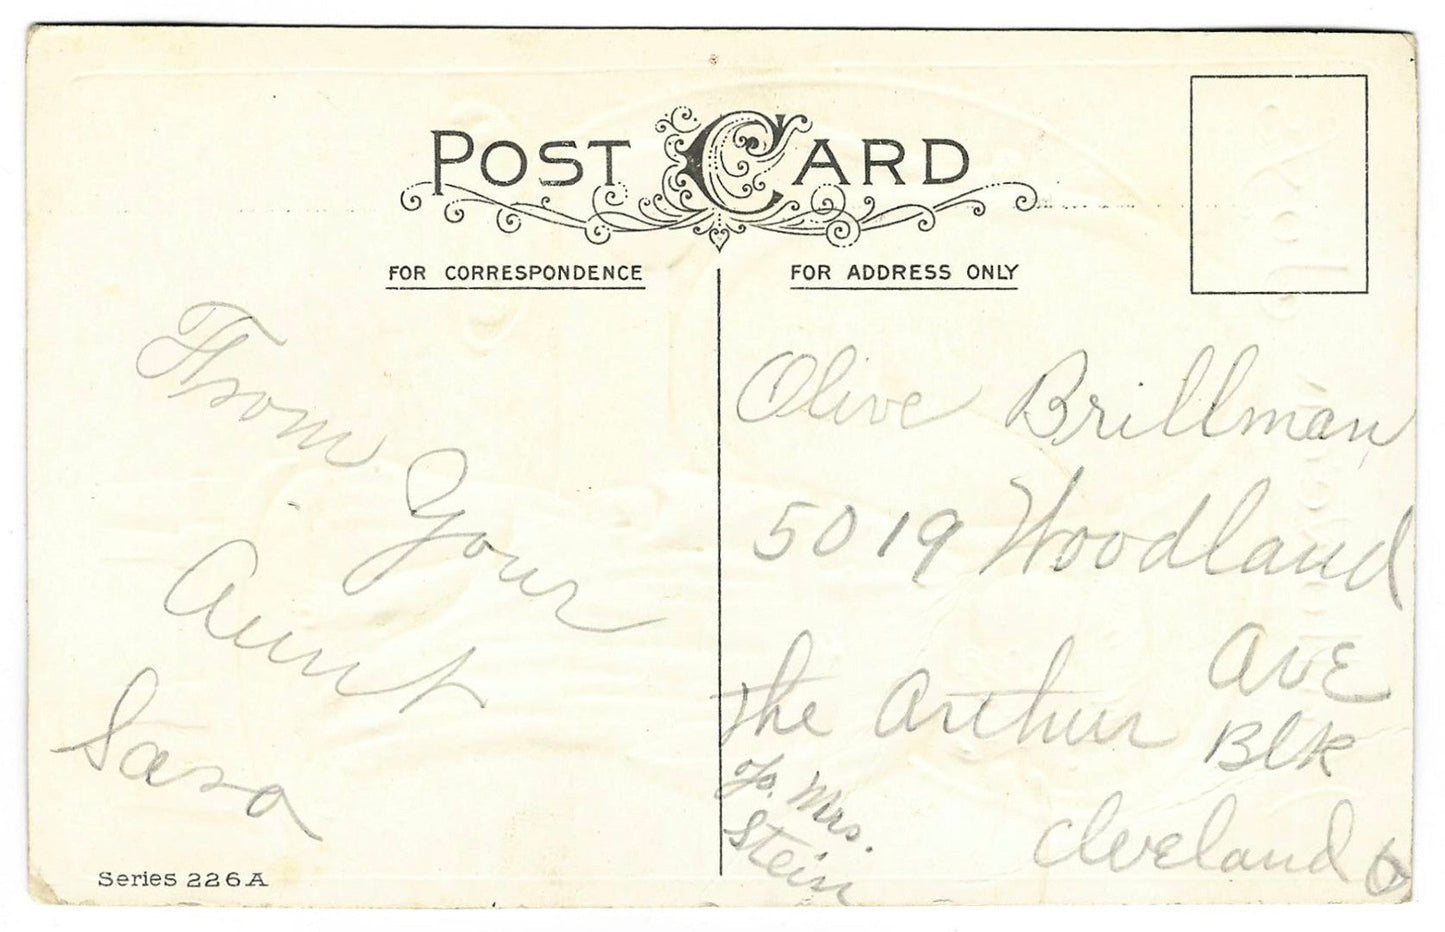 POST CARD
FOR CORRESPONDENCE
From Your
Aunt
Sara
Series 226A
FOR ADDRESS ONLY
Olive Brillman
5019 Woodland
Ave
The Arthur Blk
℅ Mrs.
Stein
Cleveland O